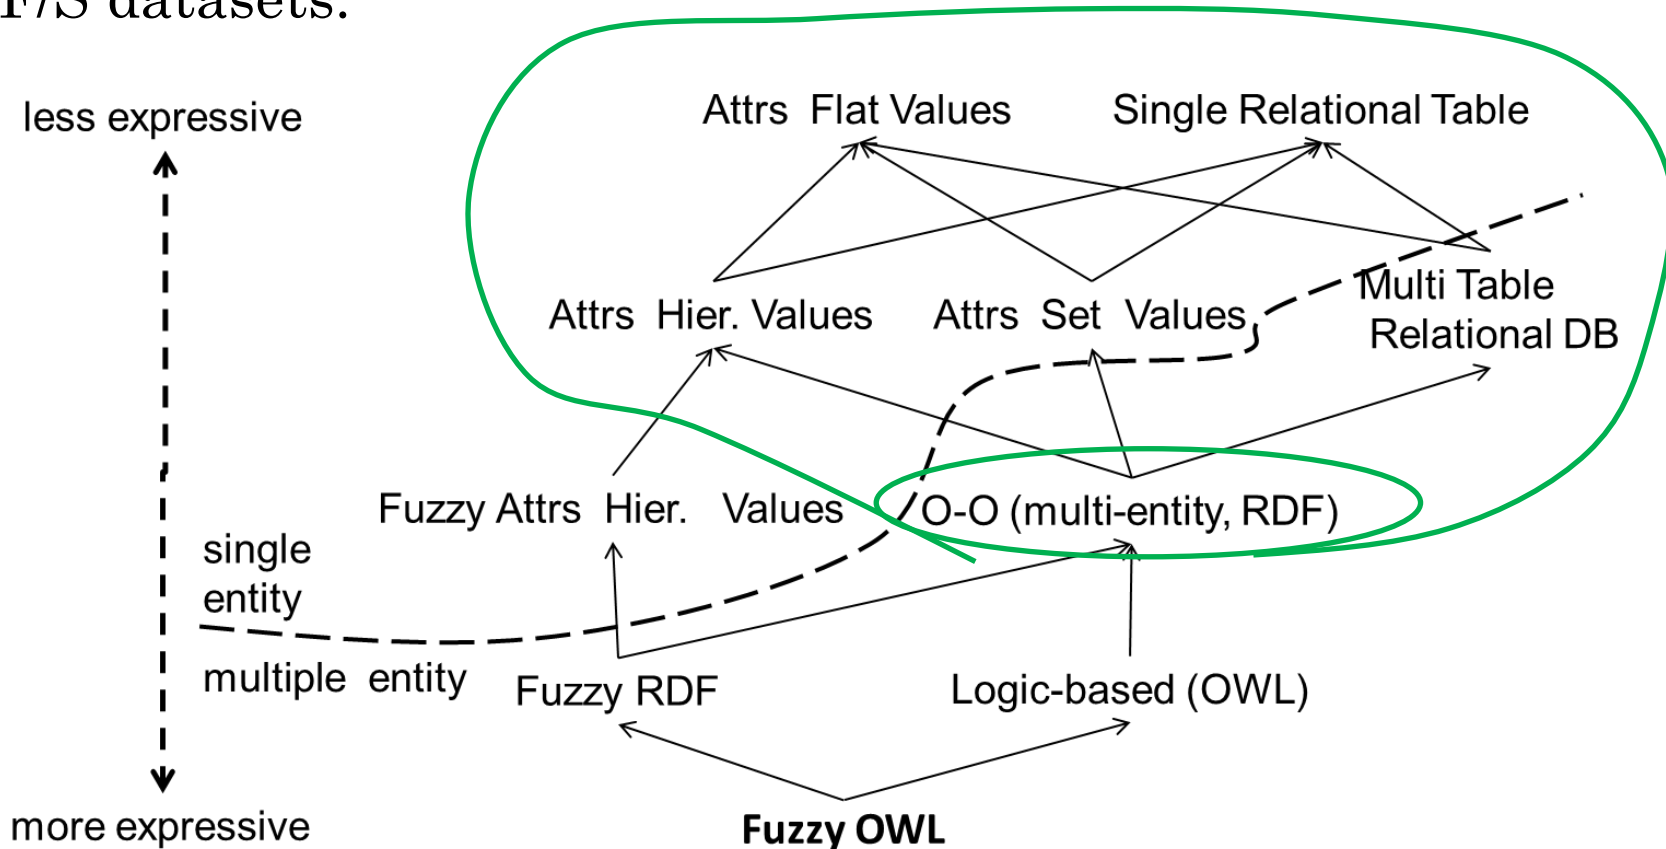 F/S datasets.
less expressive
Attrs Flat Values
Single Relational Table
Attrs Hier. Values
Attrs Set Values
Multi Table
Relational DB
Fuzzy Attrs Hier. Values
O-O (multi-entity, RDF)
single
entity
multiple entity
Fuzzy RDF
Logic-based (OWL)
more expressive
Fuzzy OWL